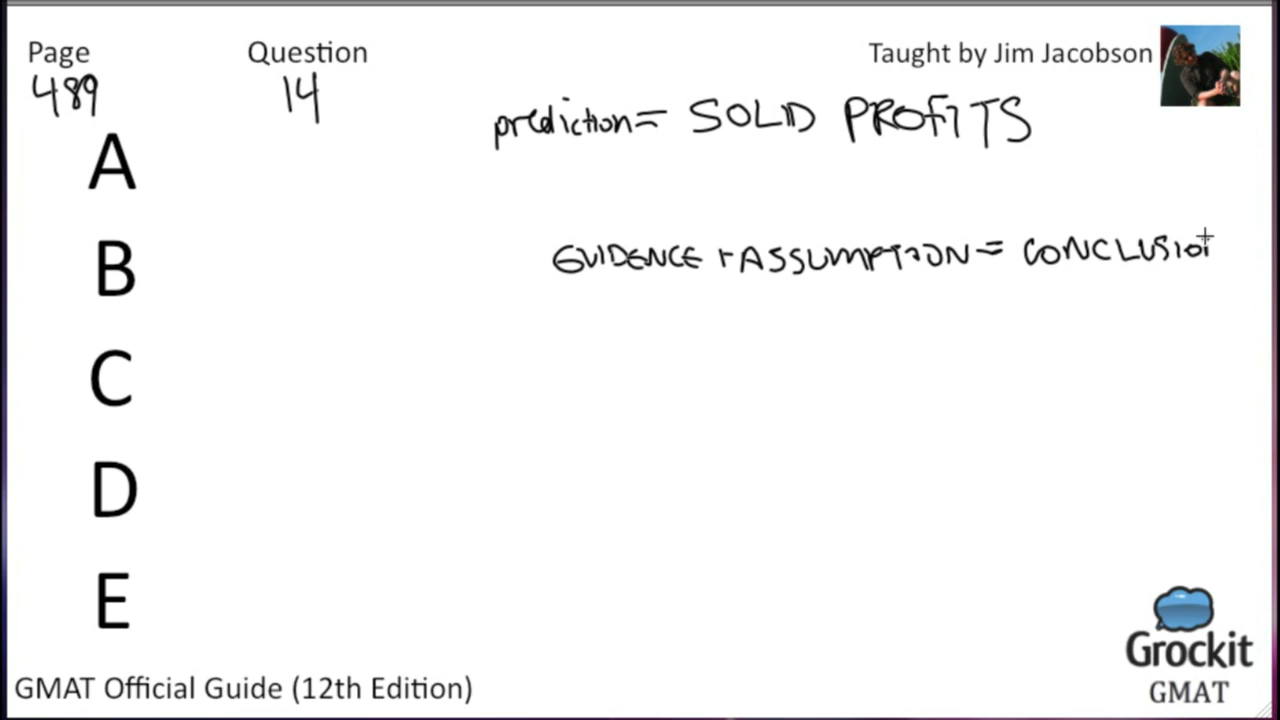 Page Question Taught by Jim Jacobson
489 14
prediction = SOLID PROFITS
A
EVIDENCE + ASSUMPTION = CONCLUSION
B
C
D
E
Grockit
GMAT
GMAT Official Guide (12th Edition)